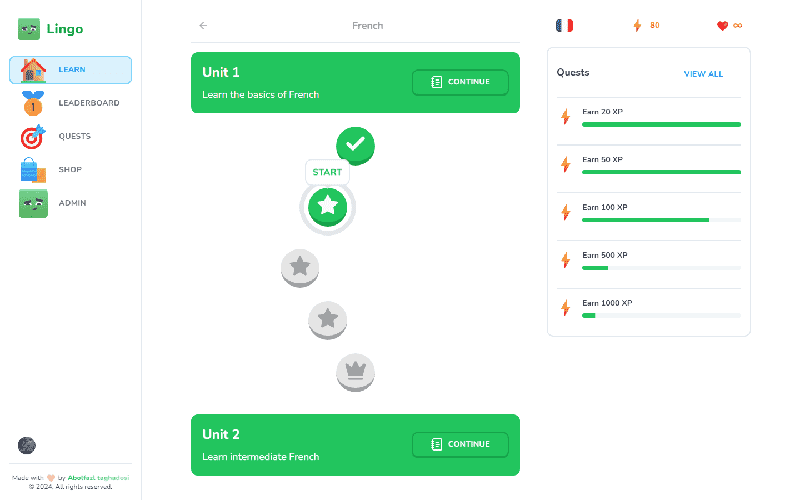 Lingo
LEARN
LEADERBOARD
QUESTS
SHOP
ADMIN
Made with by Abolfazl taghadosi
© 2024. All rights reserved.
French
Unit 1
Learn the basics of French
CONTINUE
START
Unit 2
Learn intermediate French
CONTINUE
80
∞
Quests
VIEW ALL
Earn 20 XP
Earn 50 XP
Earn 100 XP
Earn 500 XP
Earn 1000 XP